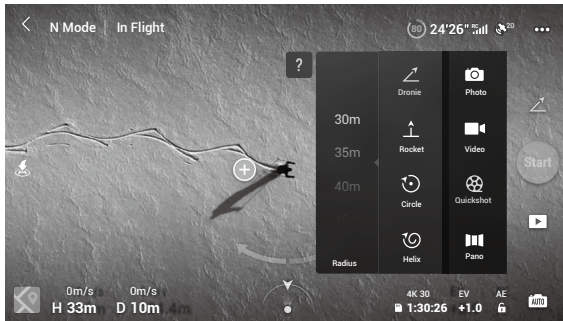 N Mode In Flight 80 24'26" RC 20
?
Dronie
Photo
30m
Rocket
Video
35m
Start
40m
Circle
Quickshot
Helix
Pano
Radius
0m/s 0m/s
H 33m D 10m
4K 30 EV AE
1:30:26 +1.0
AUTO